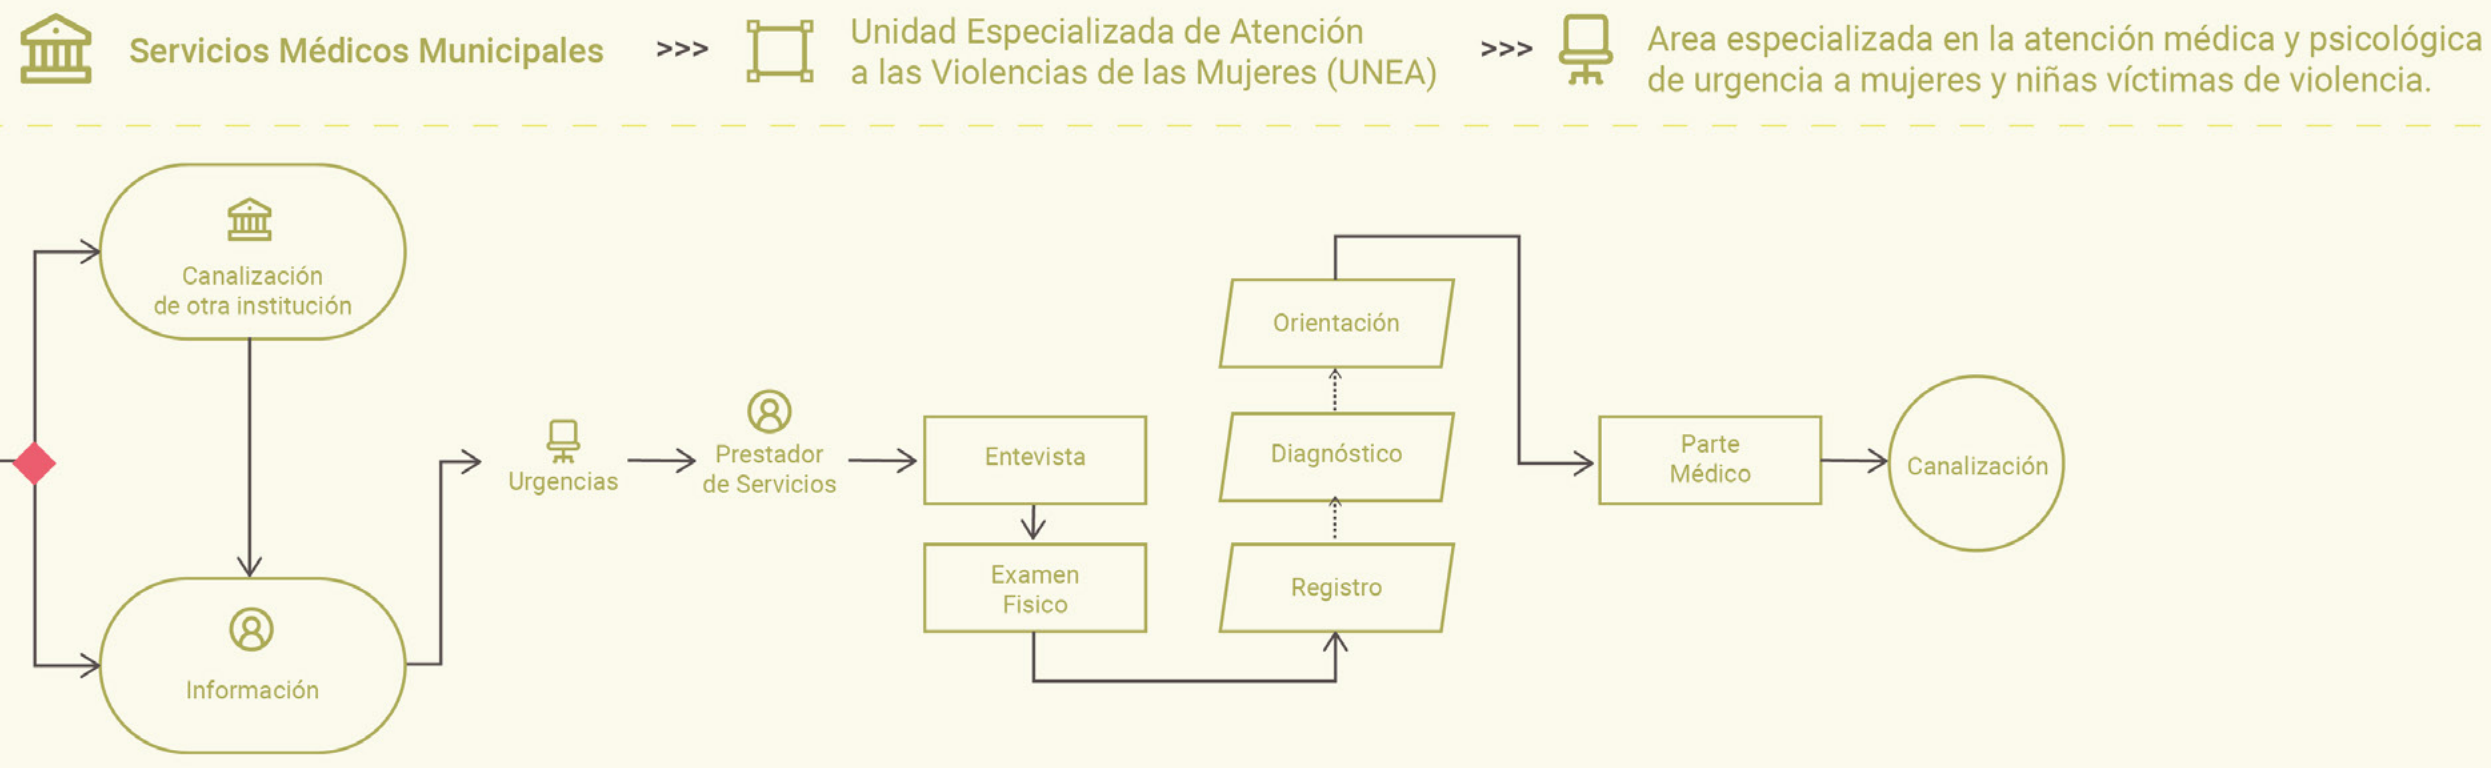 Servicios Médicos Municipales
>>>
Unidad Especializada de Atención
a las Violencias de las Mujeres (UNEA)
>>>
Area especializada en la atención médica y psicológica
de urgencia a mujeres y niñas víctimas de violencia.
Canalización
de otra institución
Información
Urgencias
Prestador
de Servicios
Entevista
Examen
Fisico
Orientación
Diagnóstico
Registro
Parte
Médico
Canalización